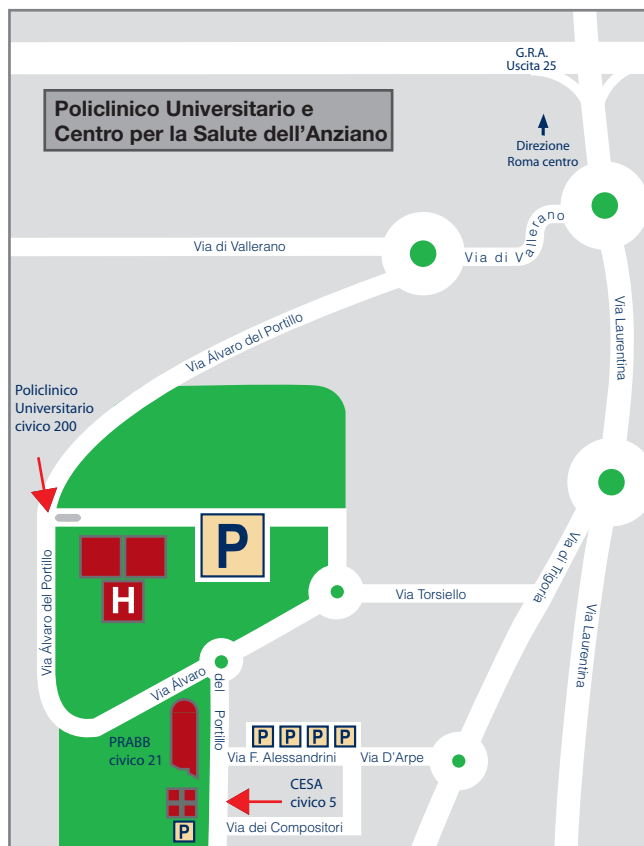 G.R.A.
Uscita 25
Policlinico Universitario e
Centro per la Salute dell'Anziano
Direzione
Roma centro
Via di Vallerano
Via di Vallerano
Via Álvaro del Portillo
Via Laurentina
Policlinico
Universitario
civico 200
P
H
Via Álvaro del Portillo
Via Torsiello
Via di Trigoria
Via Laurentina
Via Álvaro del Portillo
PRABB
civico 21
P P P P
Via F. Alessandrini
Via D'Arpe
CESA
civico 5
P
Via dei Compositori